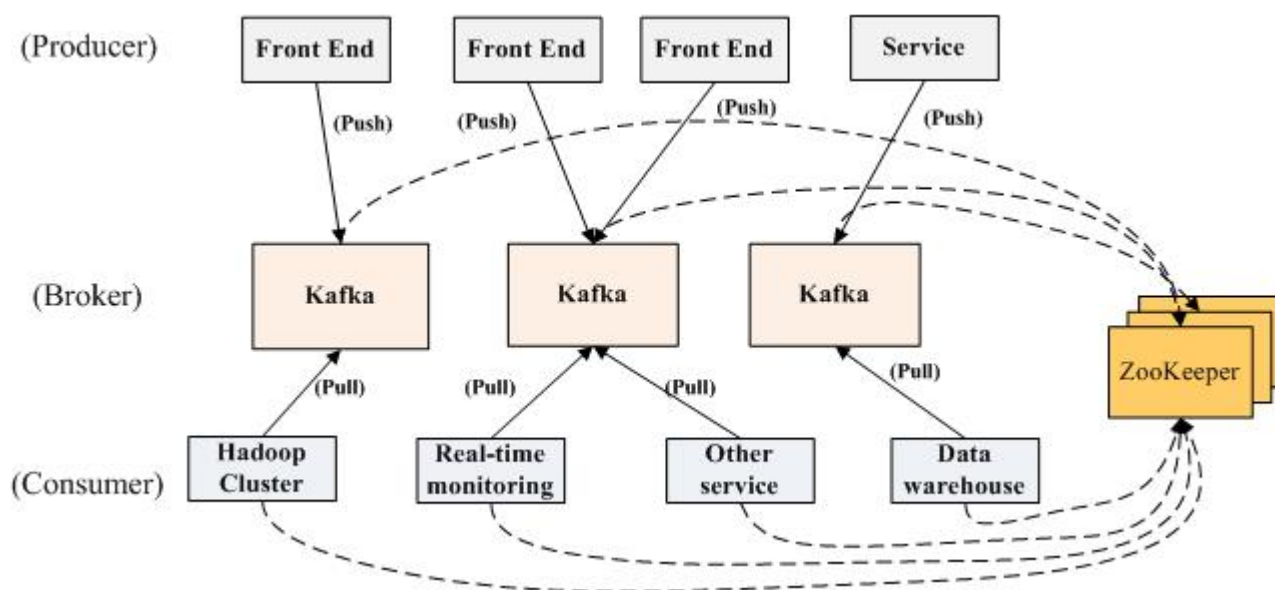 (Producer)
Front End
Front End
Front End
Service
(Push)
(Push)
(Push)
(Push)
(Broker)
Kafka
Kafka
Kafka
ZooKeeper
(Pull)
(Pull)
(Pull)
(Pull)
(Consumer)
Hadoop
Cluster
Real-time
monitoring
Other
service
Data
warehouse